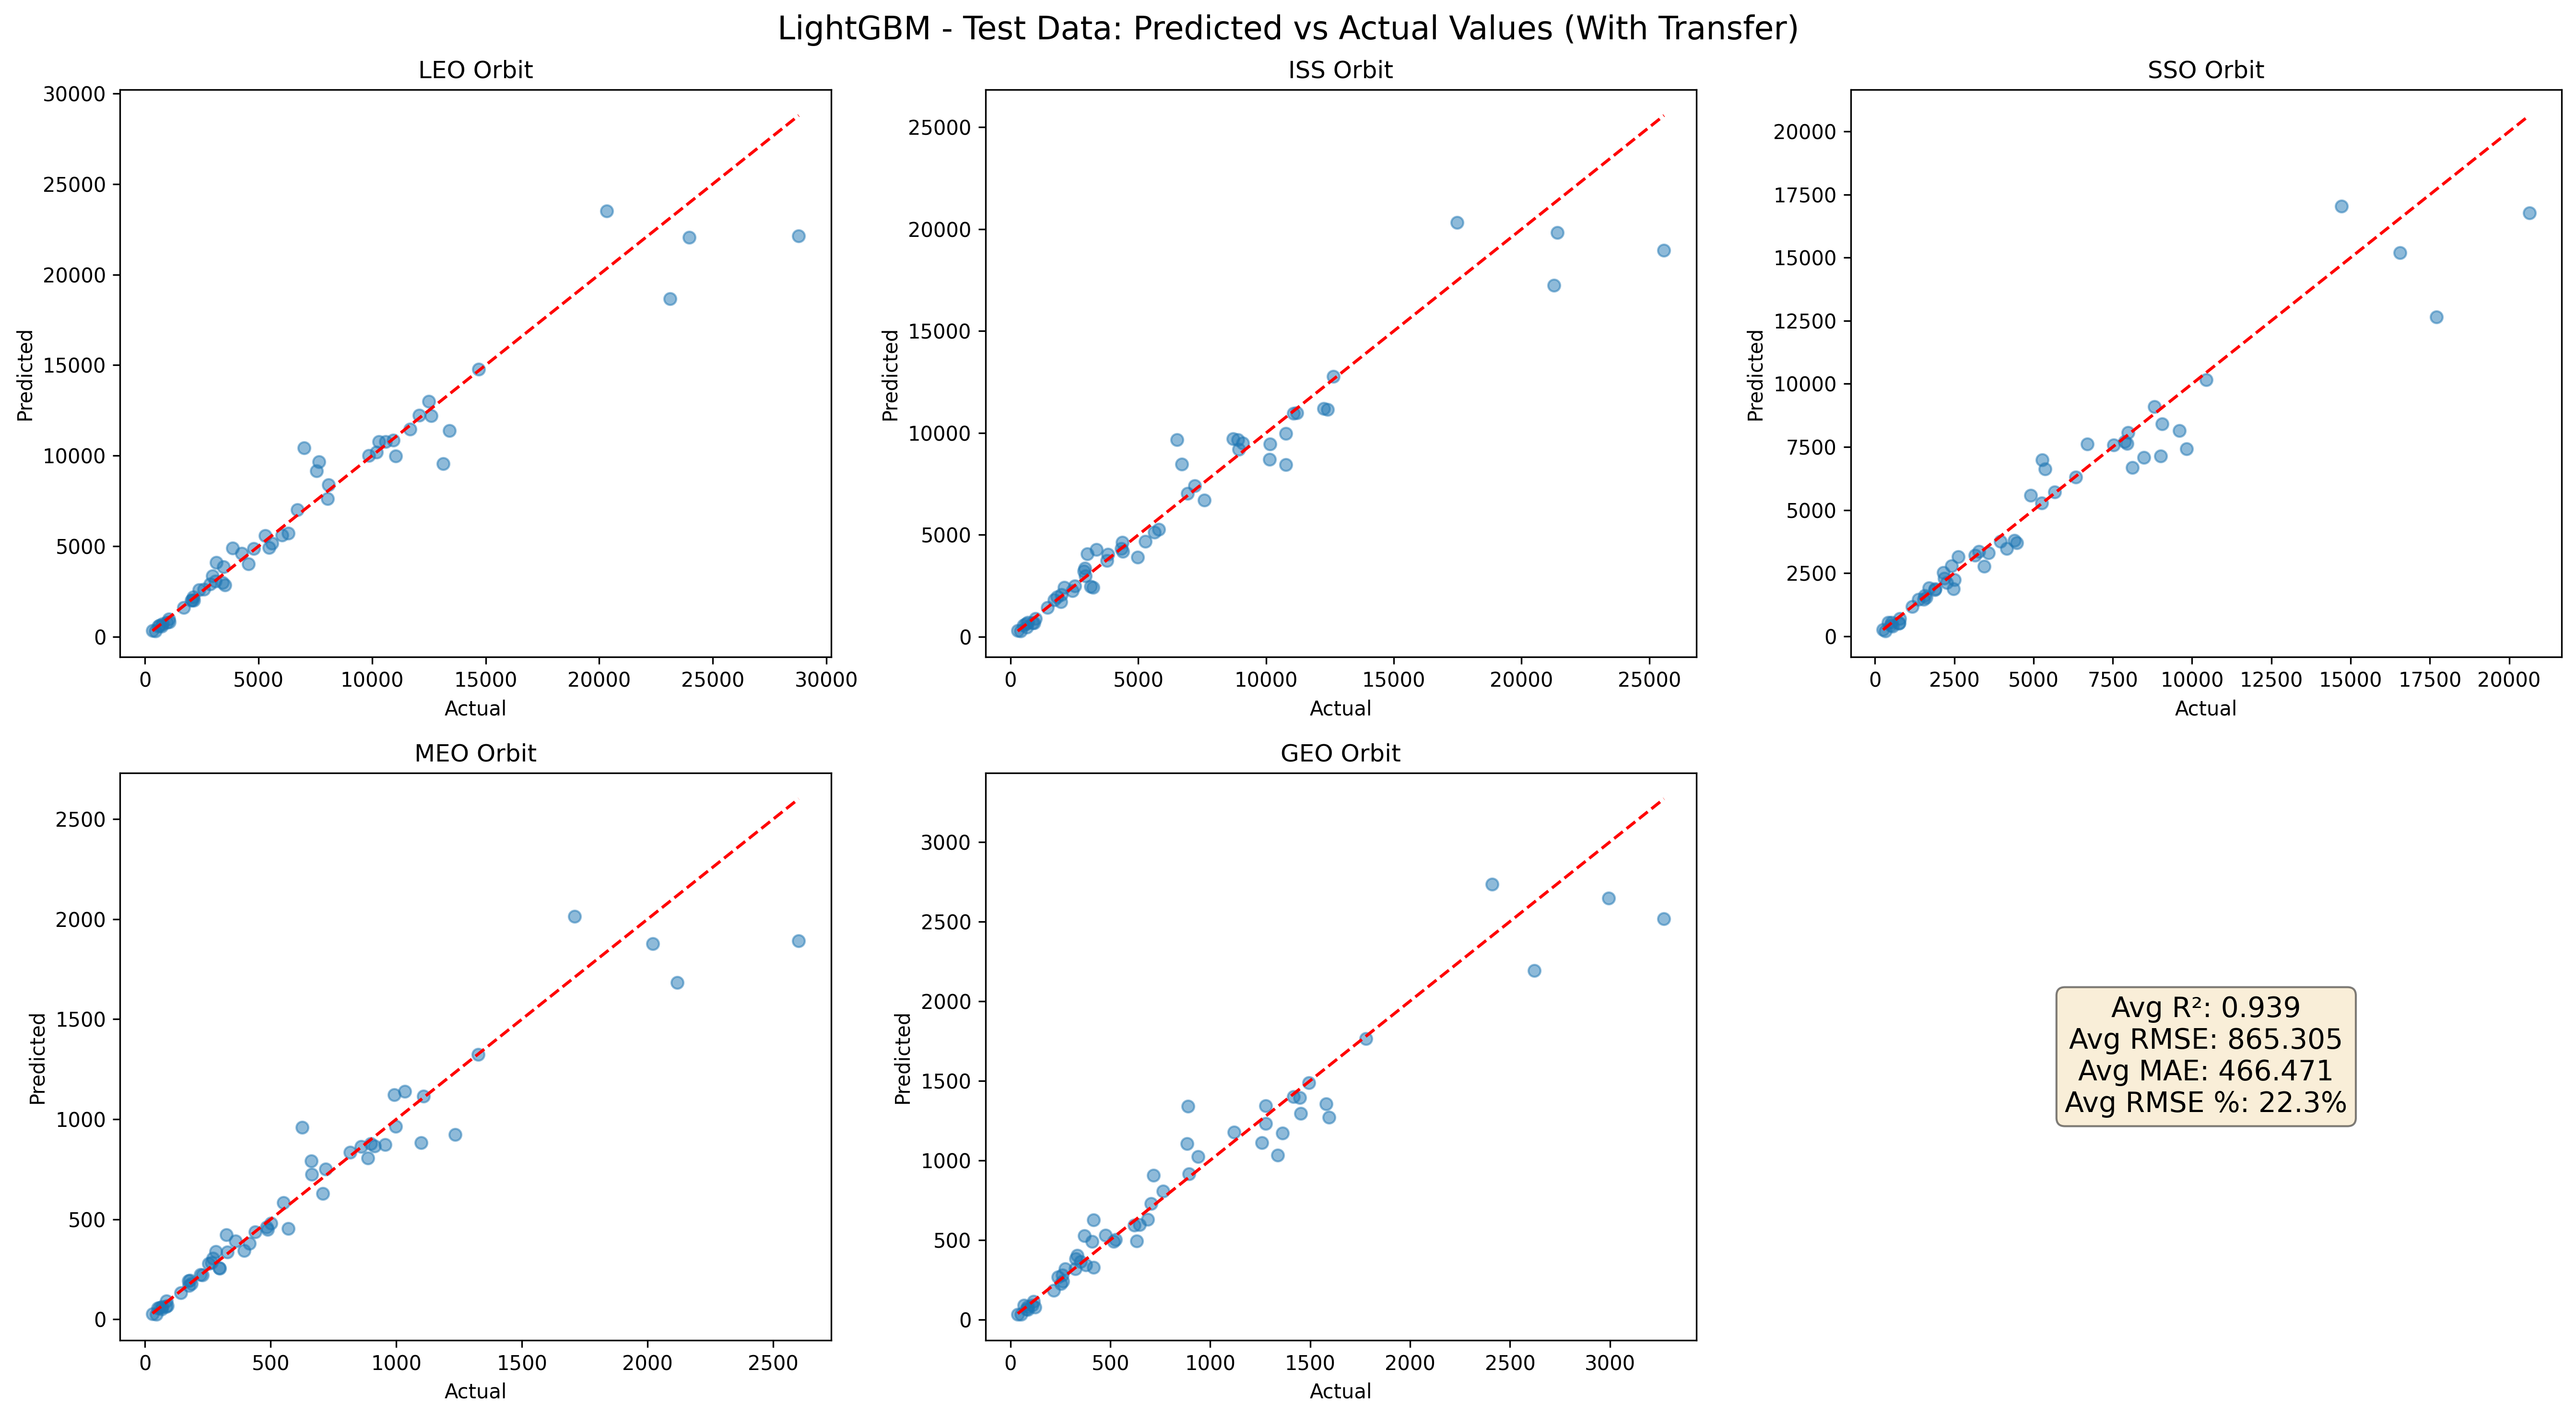 LightGBM - Test Data: Predicted vs Actual Values (With Transfer)
LEO Orbit
30000
25000
20000
15000
10000
5000
0
Predicted
0 5000 10000 15000 20000 25000 30000
Actual
ISS Orbit
25000
20000
15000
10000
5000
0
Predicted
0 5000 10000 15000 20000 25000
Actual
SSO Orbit
20000
17500
15000
12500
10000
7500
5000
2500
0
Predicted
0 2500 5000 7500 10000 12500 15000 17500 20000
Actual
MEO Orbit
2500
2000
1500
1000
500
0
Predicted
0 500 1000 1500 2000 2500
Actual
GEO Orbit
3000
2500
2000
1500
1000
500
0
Predicted
0 500 1000 1500 2000 2500 3000
Actual
Avg R²: 0.939
Avg RMSE: 865.305
Avg MAE: 466.471
Avg RMSE %: 22.3%